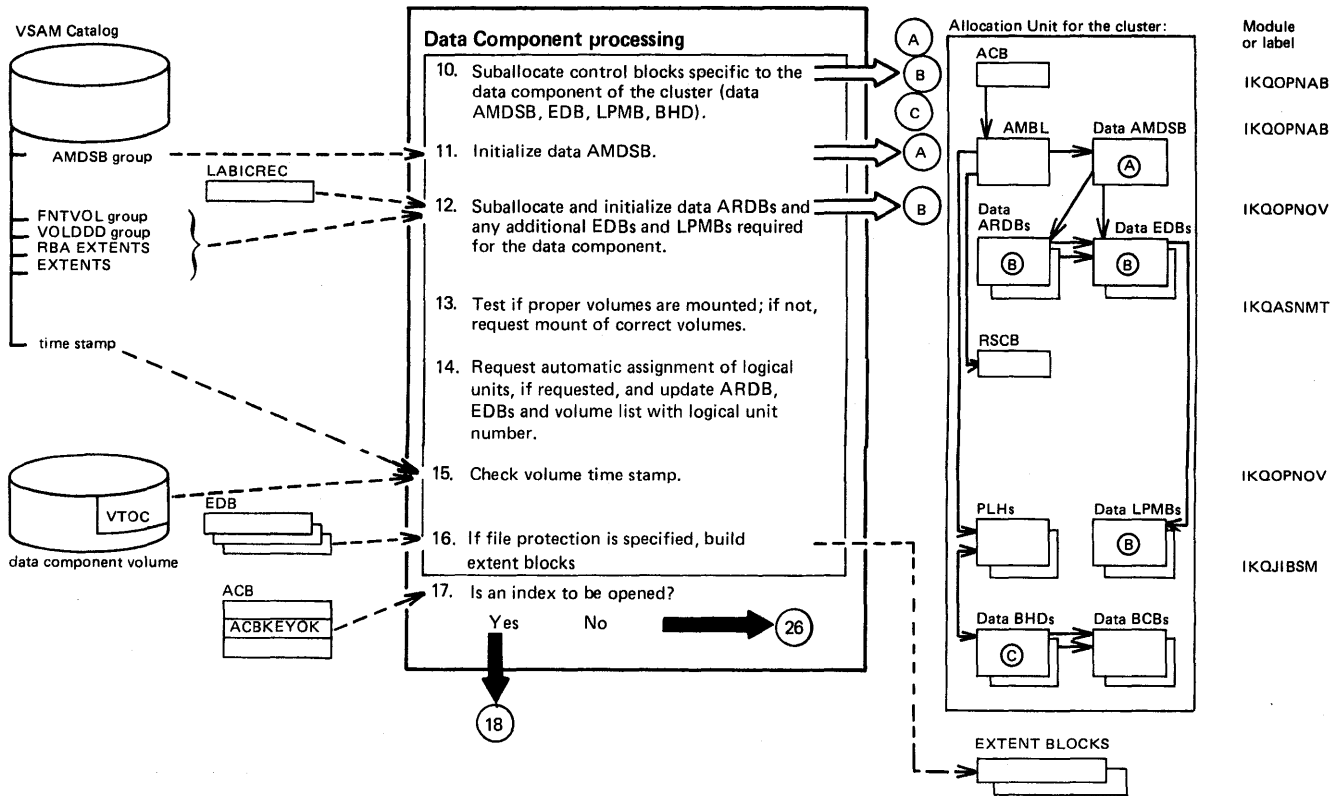 VSAM Catalog
AMDSB group
LABICREC
FNTVOL group
VOLDDD group
RBA EXTENTS
EXTENTS
time stamp
VTOC
data component volume
EDB
ACB
ACBKEYOK
Data Component processing
10. Suballocate control blocks specific to the
data component of the cluster (data
AMDSB, EDB, LPMB, BHD).
11. Initialize data AMDSB.
12. Suballocate and initialize data ARDBs and
any additional EDBs and LPMBs required
for the data component.
13. Test if proper volumes are mounted; if not,
request mount of correct volumes.
14. Request automatic assignment of logical
units, if requested, and update ARDB,
EDBs and volume list with logical unit
number.
15. Check volume time stamp.
16. If file protection is specified, build
extent blocks
17. Is an index to be opened?
Yes No
26
18
A
B
C
A
B
Allocation Unit for the cluster:
ACB
AMBL Data AMDSB
A
Data
ARDBs
Data EDBs
B
B
RSCB
PLHs Data LPMBs
B
Data BHDs Data BCBs
C
EXTENT BLOCKS
Module
or label
IKQOPNAB
IKQOPNAB
IKQOPNOV
IKQASNMT
IKQOPNOV
IKQJIBSM